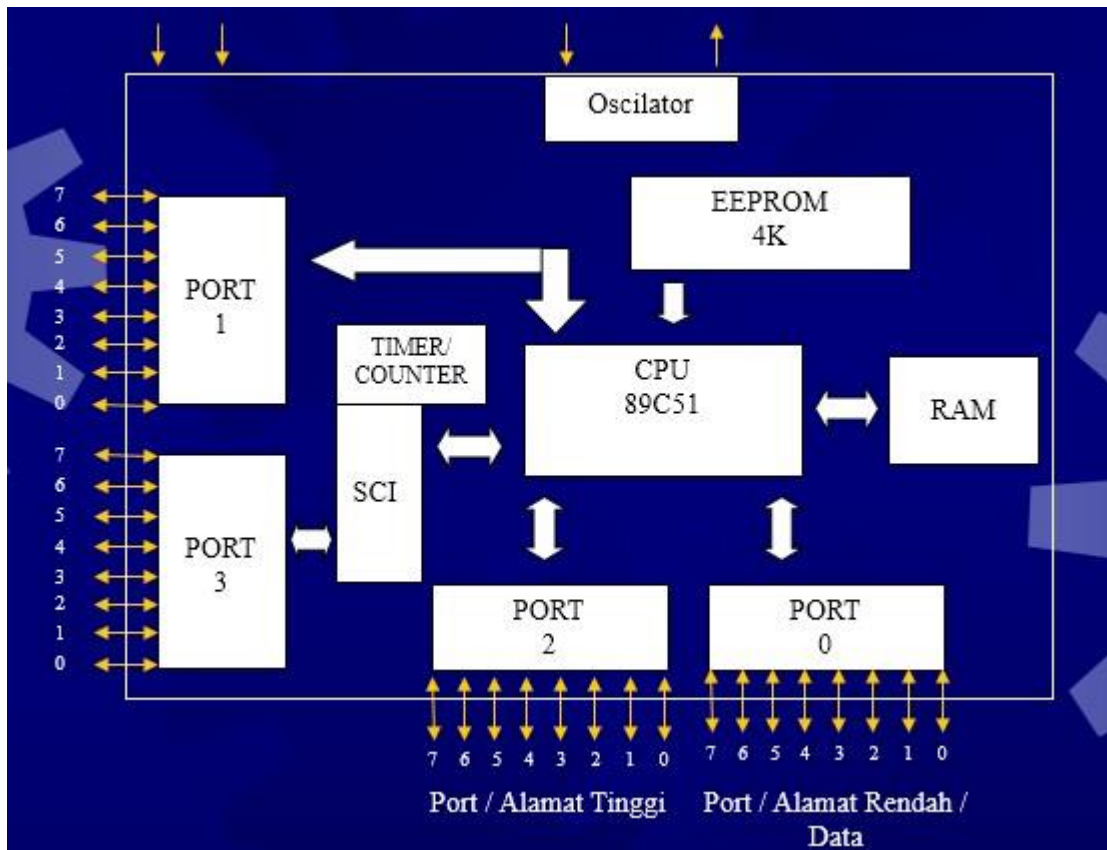 Oscilator
EEPROM
4K
7
6
5
4
3
2
1
0
PORT
1
TIMER/
COUNTER
CPU
89C51
RAM
7
6
5
4
3
2
1
0
PORT
3
SCI
PORT
2
PORT
0
7 6 5 4 3 2 1 0
7 6 5 4 3 2 1 0
Port / Alamat Tinggi
Port / Alamat Rendah /
Data